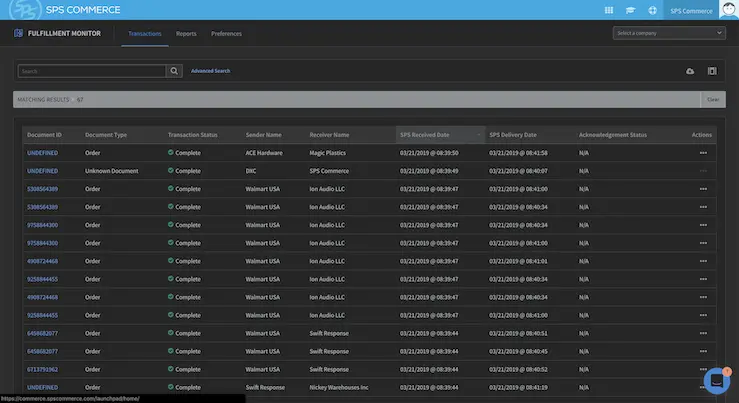 SPS SPS COMMERCE SPS Commerce
FULFILLMENT MONITOR Transactions Reports Preferences Select a company
Search Advanced Search
MATCHING RESULTS 57 Clear
Document ID Document Type Transaction Status Sender Name Receiver Name SPS Received Date SPS Delivery Date Acknowledgment Status Actions
UNDEFINED Order Complete ACE Hardware Magic Plastics 03/21/2019 @ 08:39:50 03/21/2019 @ 08:41:58 N/A
UNDEFINED Unknown Document Complete DXC SPS Commerce 03/21/2019 @ 08:39:49 03/21/2019 @ 08:40:07 N/A
5308504389 Order Complete Walmart USA Ion Audio LLC 03/21/2019 @ 08:39:47 03/21/2019 @ 08:41:00 N/A
5308504389 Order Complete Walmart USA Ion Audio LLC 03/21/2019 @ 08:39:47 03/21/2019 @ 08:40:34 N/A
9758844300 Order Complete Walmart USA Ion Audio LLC 03/21/2019 @ 08:39:47 03/21/2019 @ 08:40:34 N/A
9758844300 Order Complete Walmart USA Ion Audio LLC 03/21/2019 @ 08:39:47 03/21/2019 @ 08:41:00 N/A
4908724468 Order Complete Walmart USA Ion Audio LLC 03/21/2019 @ 08:39:47 03/21/2019 @ 08:41:01 N/A
9258844455 Order Complete Walmart USA Ion Audio LLC 03/21/2019 @ 08:39:47 03/21/2019 @ 08:40:34 N/A
4908724468 Order Complete Walmart USA Ion Audio LLC 03/21/2019 @ 08:39:47 03/21/2019 @ 08:40:34 N/A
9258844455 Order Complete Walmart USA Ion Audio LLC 03/21/2019 @ 08:39:47 03/21/2019 @ 08:41:00 N/A
6458682077 Order Complete Walmart USA Swift Response 03/21/2019 @ 08:39:44 03/21/2019 @ 08:40:51 N/A
6458682077 Order Complete Walmart USA Swift Response 03/21/2019 @ 08:39:44 03/21/2019 @ 08:40:45 N/A
6713791962 Order Complete Walmart USA Swift Response 03/21/2019 @ 08:39:44 03/21/2019 @ 08:40:52 N/A
UNDEFINED Order Complete Swift Response Nickey Warehouses Inc 03/21/2019 @ 08:39:44 03/21/2019 @ 08:41:19 N/A
https://commerce.spscommerce.com/launchpad/home/